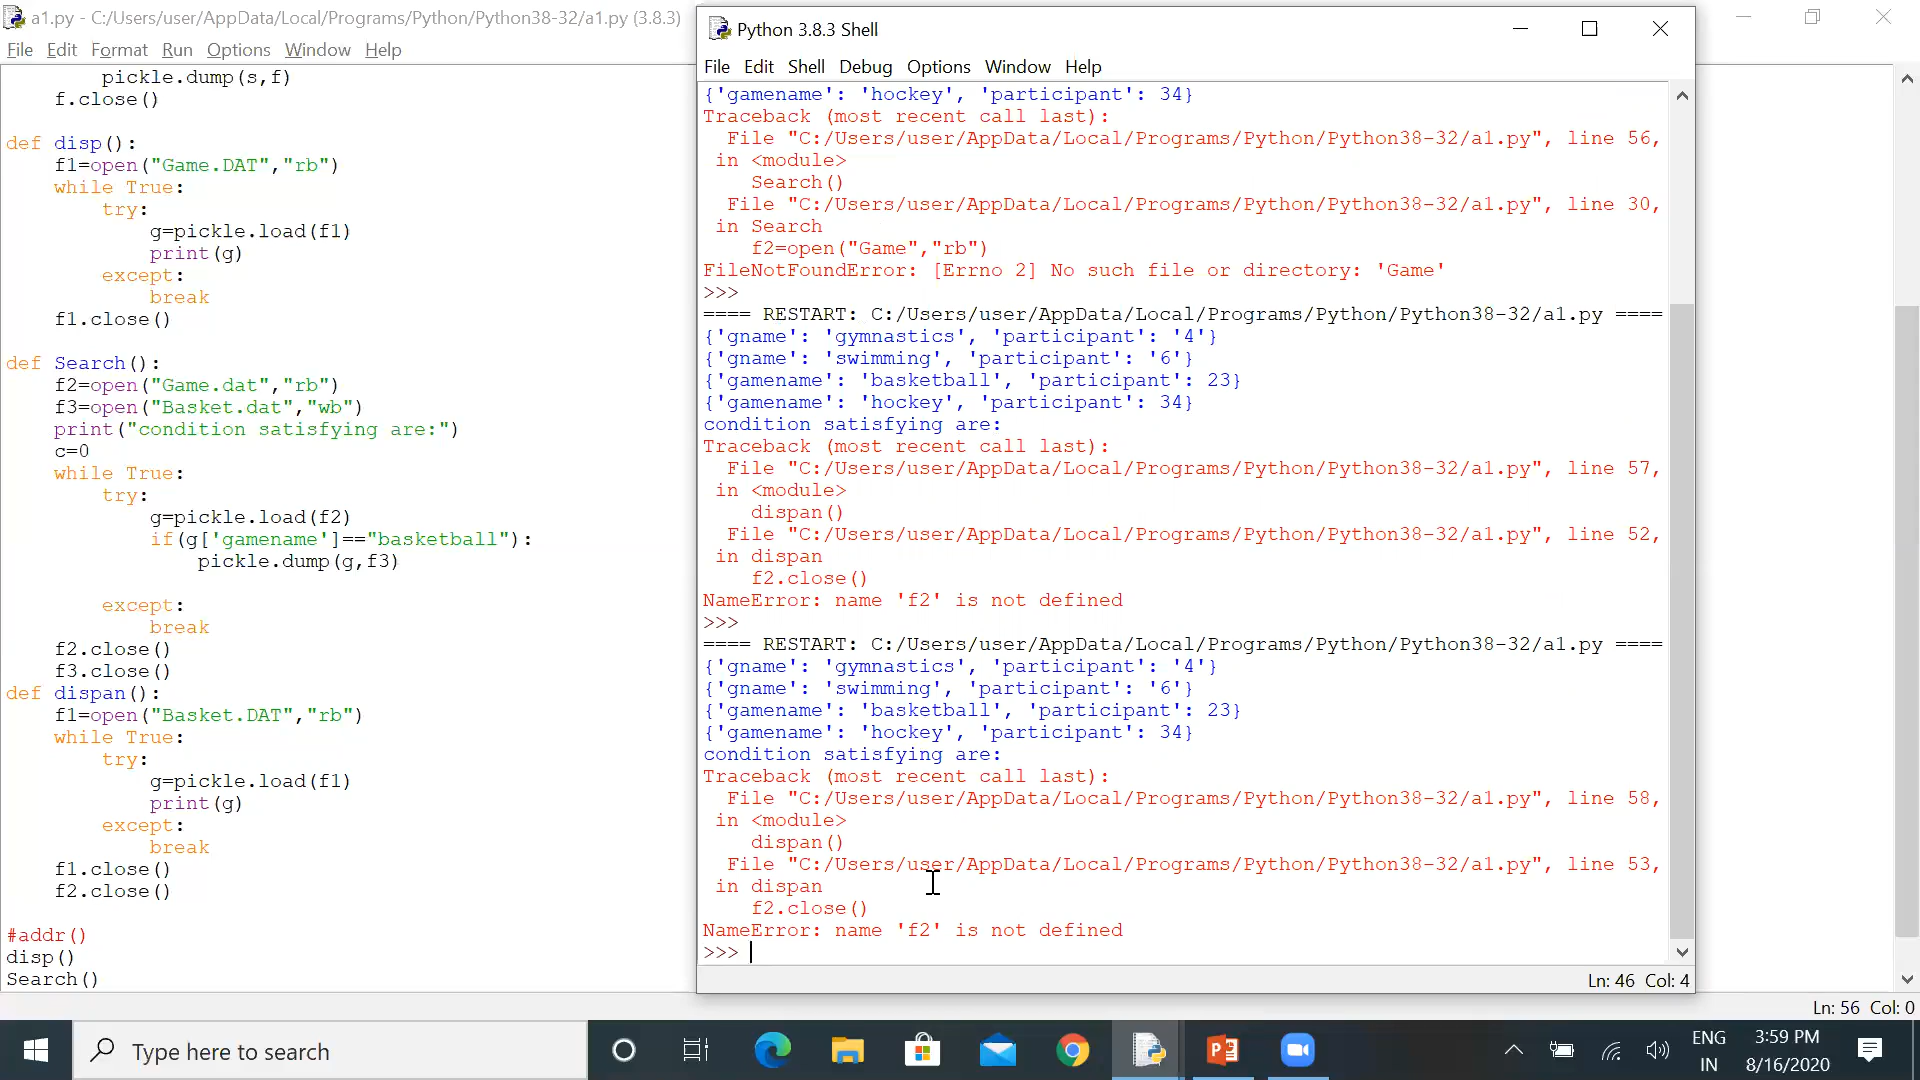 a1.py - C:/Users/user/AppData/Local/Programs/Python/Python38-32/a1.py (3.8.3)
File Edit Format Run Options Window Help
        pickle.dump(s,f)
    f.close()

def disp():
    f1=open("Game.DAT","rb")
    while True:
        try:
            g=pickle.load(f1)
            print(g)
        except:
            break
    f1.close()

def Search():
    f2=open("Game.dat","rb")
    f3=open("Basket.dat","wb")
    print("condition satisfying are:")
    c=0
    while True:
        try:
            g=pickle.load(f2)
            if(g['gamename']=="basketball"):
                pickle.dump(g,f3)

        except:
            break
    f2.close()
    f3.close()
def dispan():
    f1=open("Basket.DAT","rb")
    while True:
        try:
            g=pickle.load(f1)
            print(g)
        except:
            break
    f1.close()
    f2.close()

#addr()
disp()
Search()
Python 3.8.3 Shell
File Edit Shell Debug Options Window Help
{'gamename': 'hockey', 'participant': 34}
Traceback (most recent call last):
  File "C:/Users/user/AppData/Local/Programs/Python/Python38-32/a1.py", line 56,
 in <module>
    Search()
  File "C:/Users/user/AppData/Local/Programs/Python/Python38-32/a1.py", line 30,
 in Search
    f2=open("Game","rb")
FileNotFoundError: [Errno 2] No such file or directory: 'Game'
>>>
==== RESTART: C:/Users/user/AppData/Local/Programs/Python/Python38-32/a1.py ====
{'gname': 'gymnastics', 'participant': '4'}
{'gname': 'swimming', 'participant': '6'}
{'gamename': 'basketball', 'participant': 23}
{'gamename': 'hockey', 'participant': 34}
condition satisfying are:
Traceback (most recent call last):
  File "C:/Users/user/AppData/Local/Programs/Python/Python38-32/a1.py", line 57,
 in <module>
    dispan()
  File "C:/Users/user/AppData/Local/Programs/Python/Python38-32/a1.py", line 52,
 in dispan
    f2.close()
NameError: name 'f2' is not defined
>>>
==== RESTART: C:/Users/user/AppData/Local/Programs/Python/Python38-32/a1.py ====
{'gname': 'gymnastics', 'participant': '4'}
{'gname': 'swimming', 'participant': '6'}
{'gamename': 'basketball', 'participant': 23}
{'gamename': 'hockey', 'participant': 34}
condition satisfying are:
Traceback (most recent call last):
  File "C:/Users/user/AppData/Local/Programs/Python/Python38-32/a1.py", line 58,
 in <module>
    dispan()
  File "C:/Users/user/AppData/Local/Programs/Python/Python38-32/a1.py", line 53,
 in dispan
    f2.close()
NameError: name 'f2' is not defined
>>>
Ln: 46 Col: 4
Ln: 56 Col: 0
Type here to search
ENG
IN
3:59 PM
8/16/2020